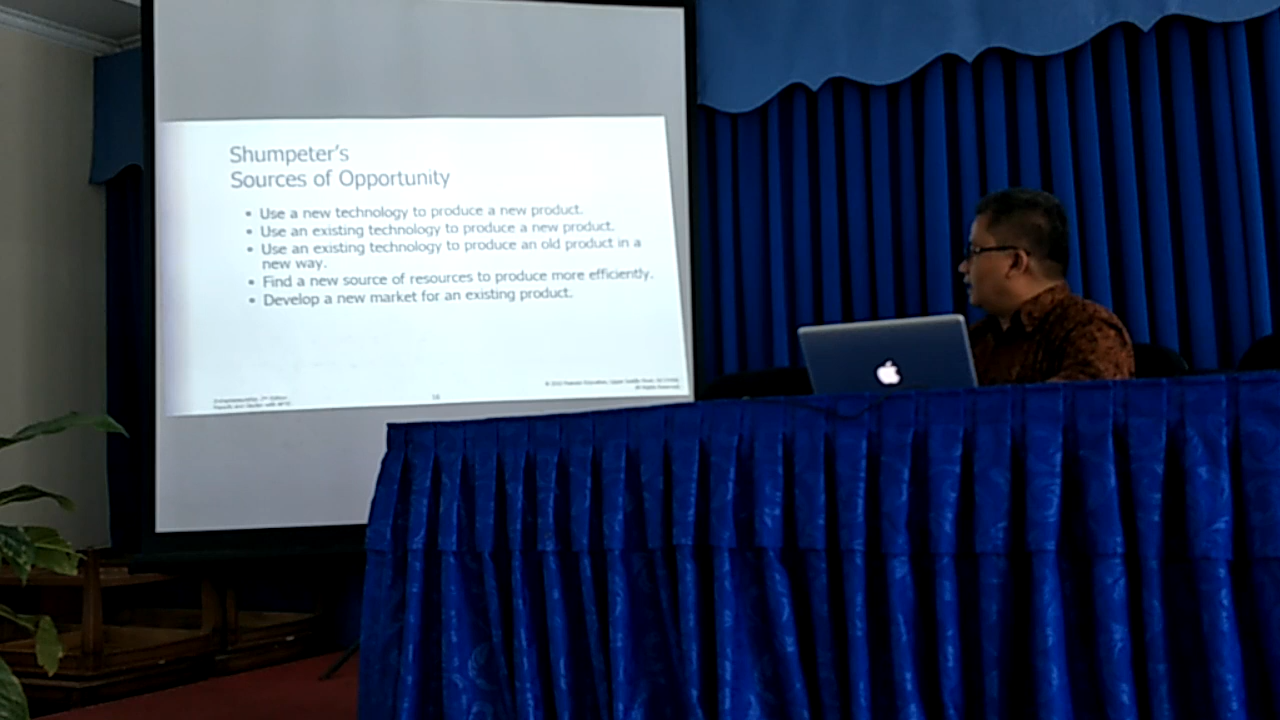 Shumpeter's
Sources of Opportunity
• Use a new technology to produce a new product.
• Use an existing technology to produce a new product.
• Use an existing technology to produce an old product in a
new way.
• Find a new source of resources to produce more efficiently.
• Develop a new market for an existing product.